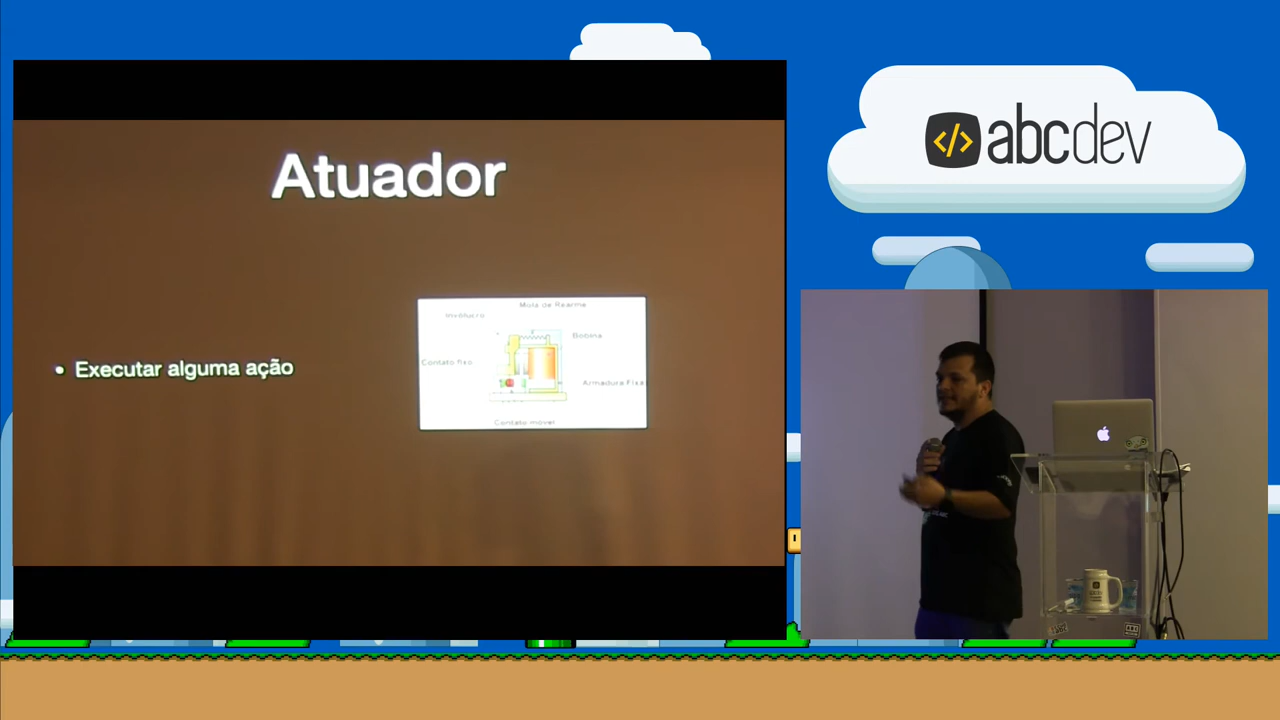 Atuador
• Executar alguma ação
Mola de Rearme
Invólucro
Bobina
Contato fixo
Armadura Fixa
Contato móvel
</> abcdev